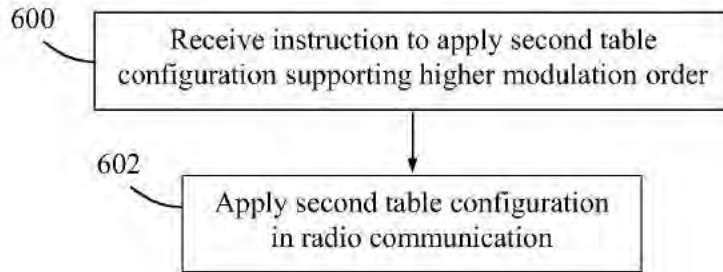 600
Receive instruction to apply second table
configuration supporting higher modulation order
602
Apply second table configuration
in radio communication